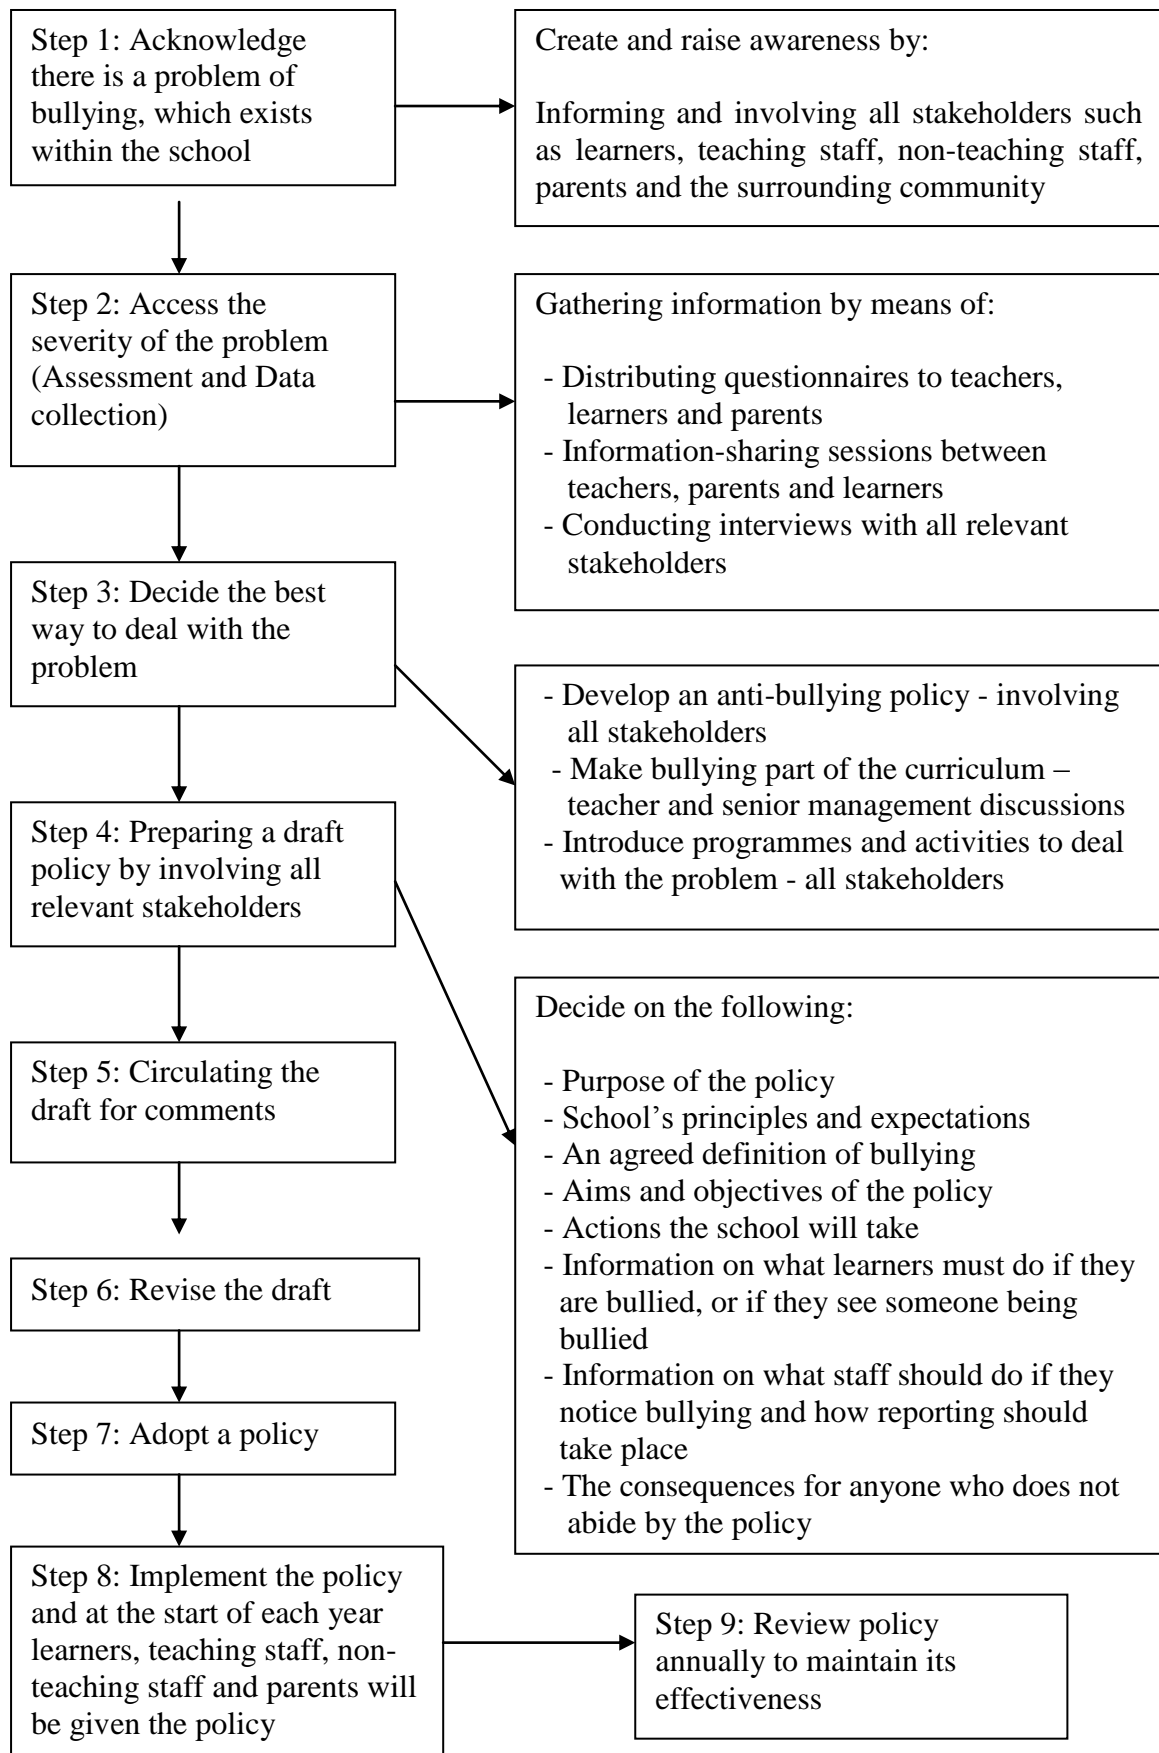 Step 1: Acknowledge
there is a problem of
bullying, which exists
within the school
Create and raise awareness by:
Informing and involving all stakeholders such
as learners, teaching staff, non-teaching staff,
parents and the surrounding community
Step 2: Access the
severity of the problem
(Assessment and Data
collection)
Gathering information by means of:
- Distributing questionnaires to teachers,
learners and parents
- Information-sharing sessions between
teachers, parents and learners
- Conducting interviews with all relevant
stakeholders
Step 3: Decide the best
way to deal with the
problem
- Develop an anti-bullying policy - involving
all stakeholders
- Make bullying part of the curriculum –
teacher and senior management discussions
- Introduce programmes and activities to deal
with the problem - all stakeholders
Step 4: Preparing a draft
policy by involving all
relevant stakeholders
Decide on the following:
- Purpose of the policy
- School’s principles and expectations
- An agreed definition of bullying
- Aims and objectives of the policy
- Actions the school will take
- Information on what learners must do if they
are bullied, or if they see someone being
bullied
- Information on what staff should do if they
notice bullying and how reporting should
take place
- The consequences for anyone who does not
abide by the policy
Step 5: Circulating the
draft for comments
Step 6: Revise the draft
Step 7: Adopt a policy
Step 8: Implement the policy
and at the start of each year
learners, teaching staff, non-
teaching staff and parents will
be given the policy
Step 9: Review policy
annually to maintain its
effectiveness